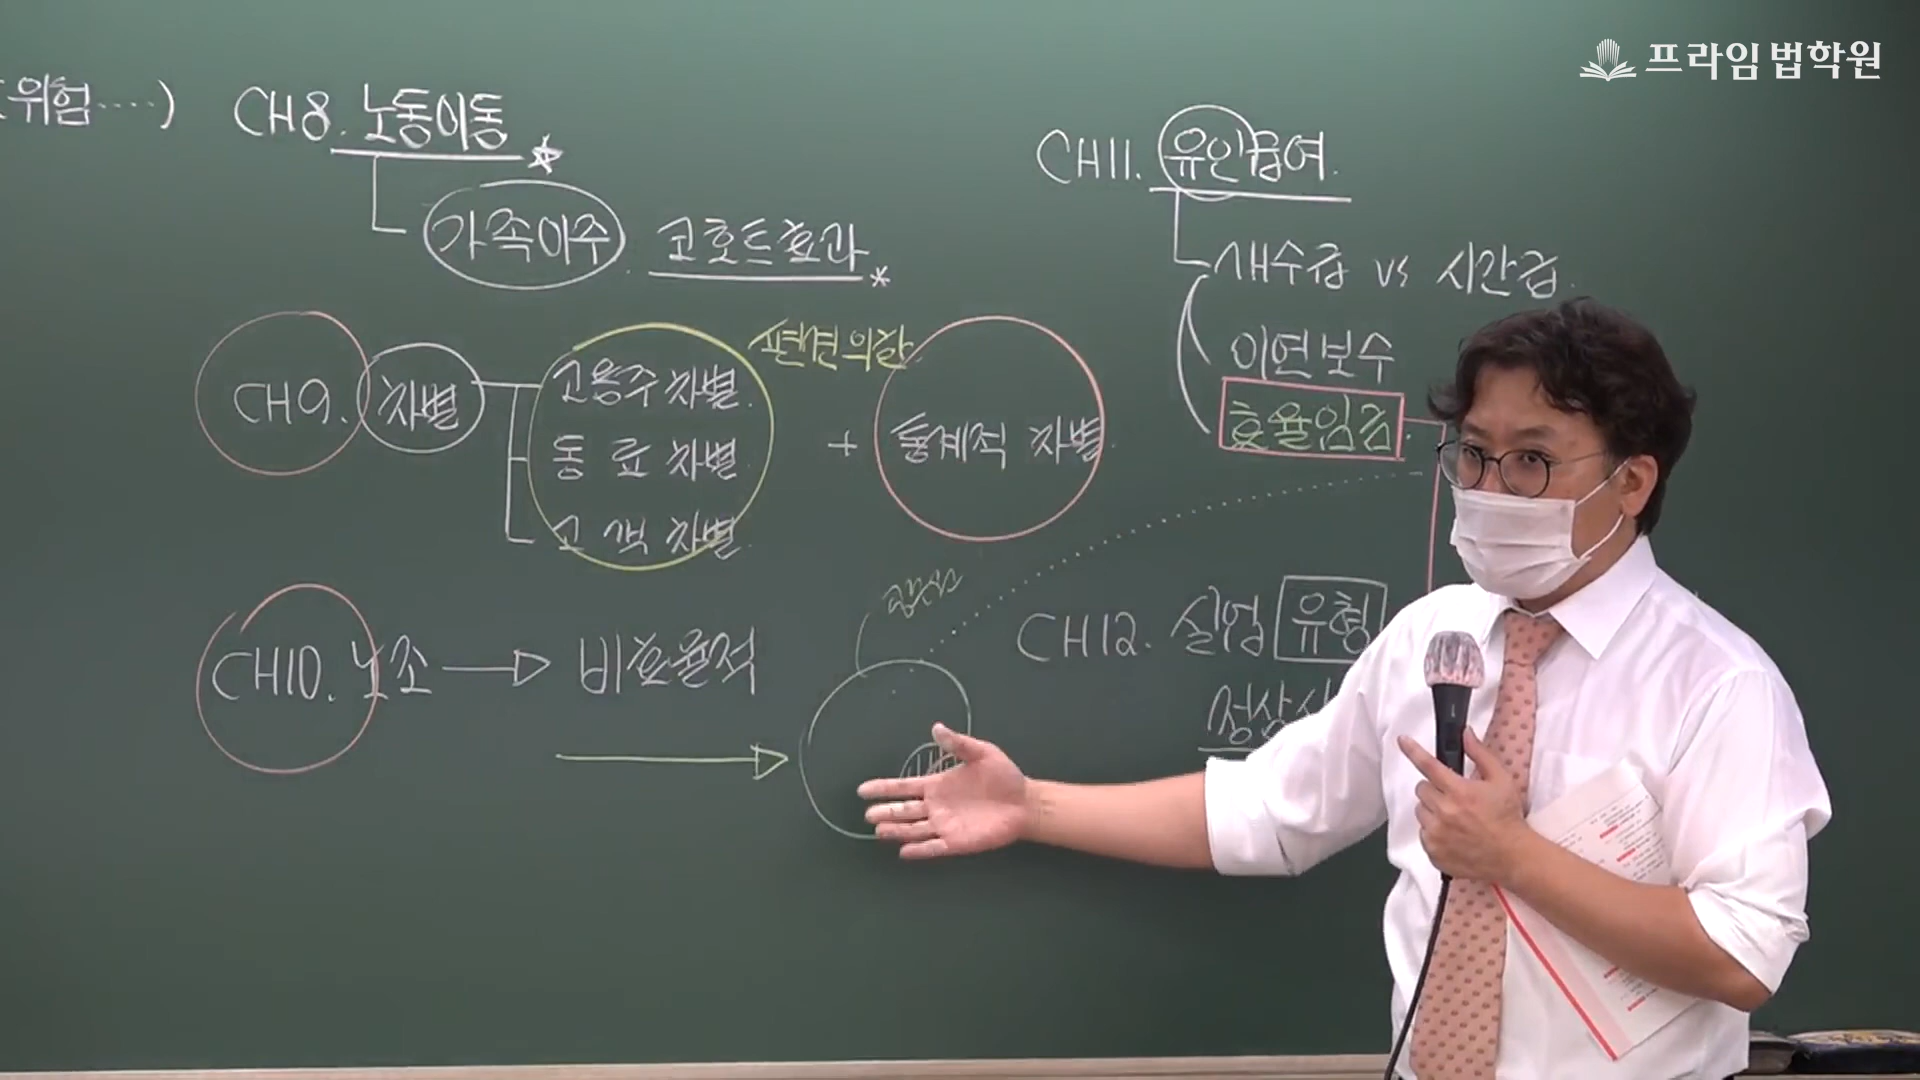 프라임법학원
위험····)
CH8. 노동이동
가족이주. 코호트효과
CH9. 차별
고용주 차별.
동료 차별.
고객 차별.
편견의한
+ 통계적 차별.
CH10. 노조 → 비효율적
CH11. 유인급여.
성수급 vs 시간급.
이연보수
효율임금.
CH12. 실업 유형
정상